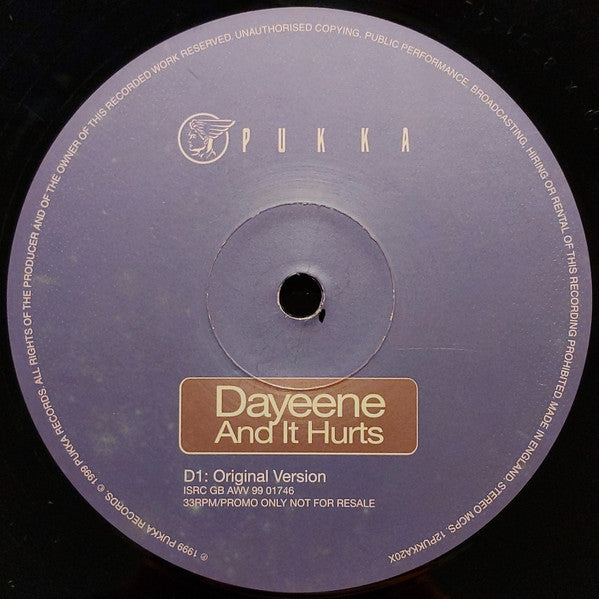 PUKKA
Dayeene
And It Hurts
D1: Original Version
ISRC GB AWV 99 01746
33RPM/PROMO ONLY NOT FOR RESALE
℗ 1999 PUKKA RECORDS. © 1999 PUKKA RECORDS. ALL RIGHTS OF THE PRODUCER AND OF THE OWNER OF THIS RECORDED WORK RESERVED. UNAUTHORISED COPYING, PUBLIC PERFORMANCE, BROADCASTING, HIRING OR RENTAL OF THIS RECORDING PROHIBITED. MADE IN ENGLAND. STEREO MCPS. 12PUKKA20X